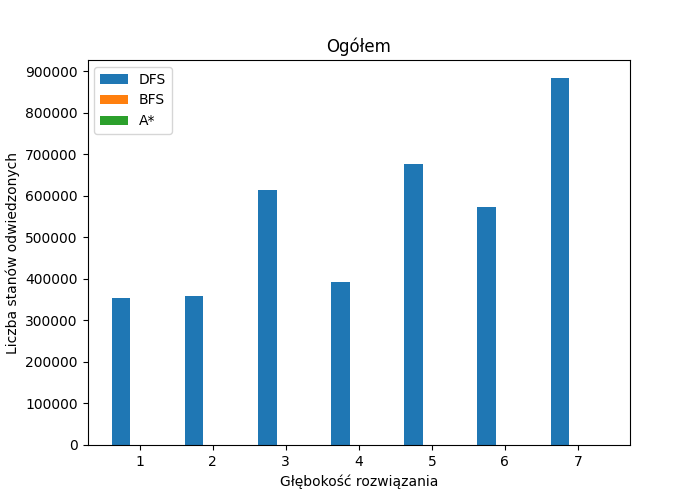 Ogółem
DFS
BFS
A*
900000
800000
700000
600000
500000
400000
300000
200000
100000
0
Liczba stanów odwiedzonych
1 2 3 4 5 6 7
Głębokość rozwiązania